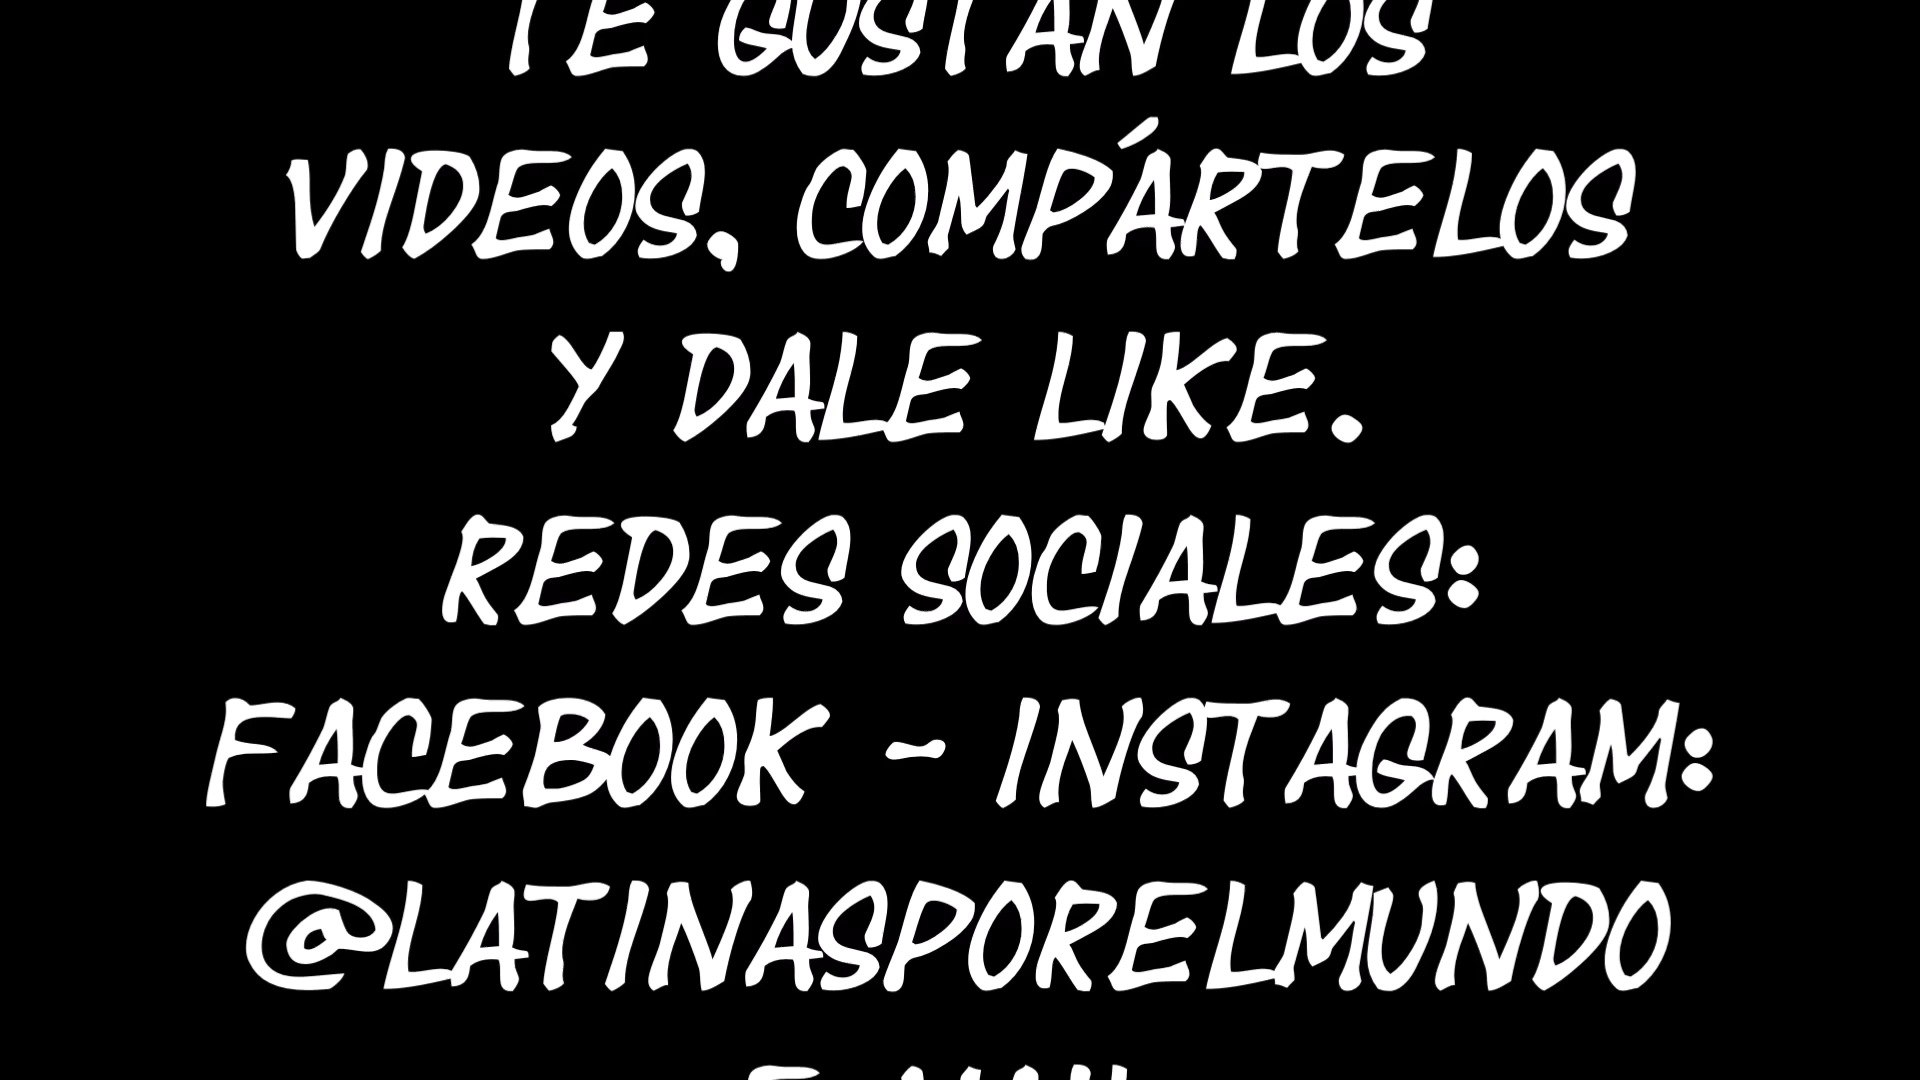 TE GUSTAN LOS
VIDEOS, COMPÁRTELOS
Y DALE LIKE.
REDES SOCIALES:
FACEBOOK - INSTAGRAM:
@LATINASPORELMUNDO